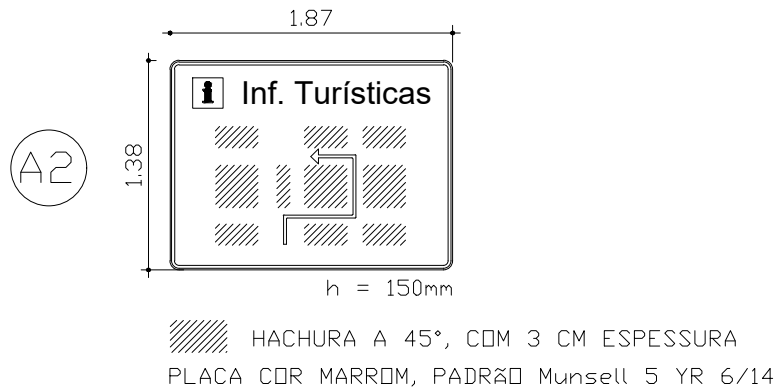 1.87
i Inf. Turísticas
A2
1.38
h = 150mm
HACHURA A 45°, COM 3 CM ESPESSURA
PLACA COR MARROM, PADRÃO Munsell 5 YR 6/14